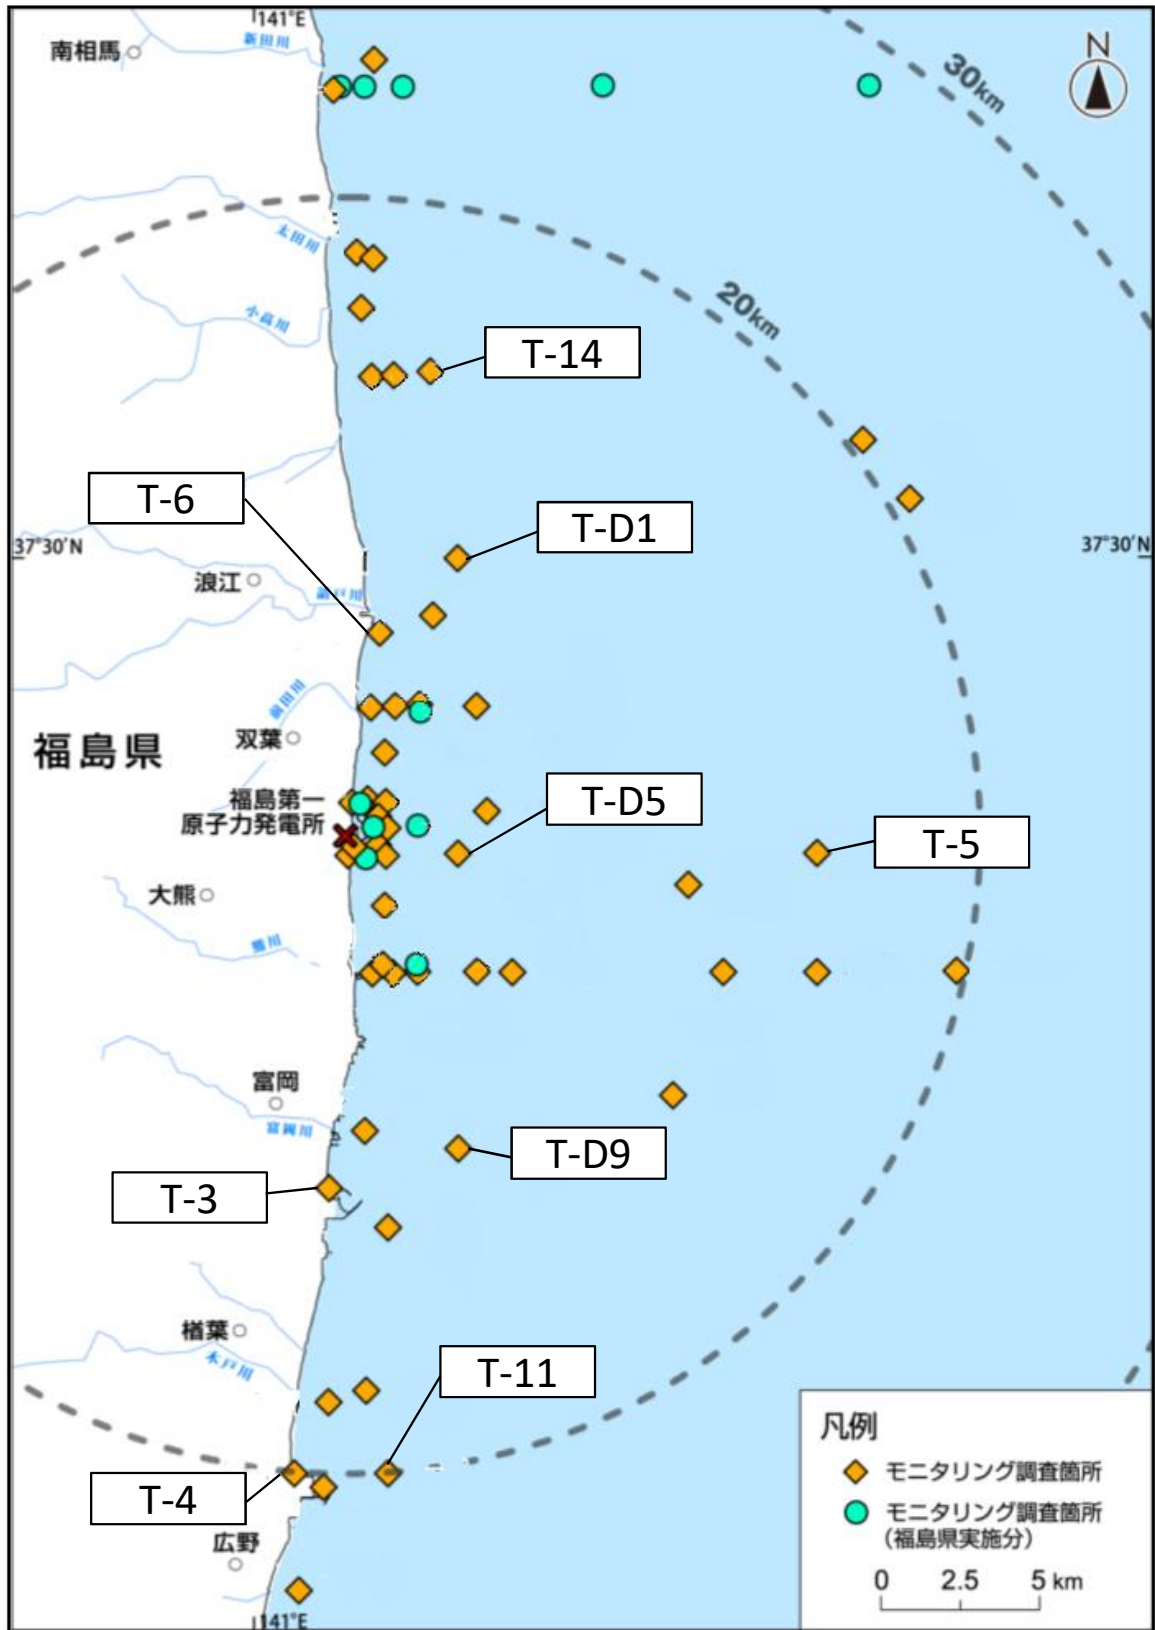 141°E
新田川
南相馬
N
30km
太田川
20km
小高川
T-14
T-6
T-D1
37°30′N
37°30′N
浪江
請戸川
前田川
双葉
福島県
福島第一
原子力発電所
T-D5
T-5
大熊
熊川
富岡
富岡川
T-D9
T-3
楢葉
木戸川
T-11
T-4
広野
141°E
凡例
モニタリング調査箇所
モニタリング調査箇所
(福島県実施分)
0 2.5 5 km